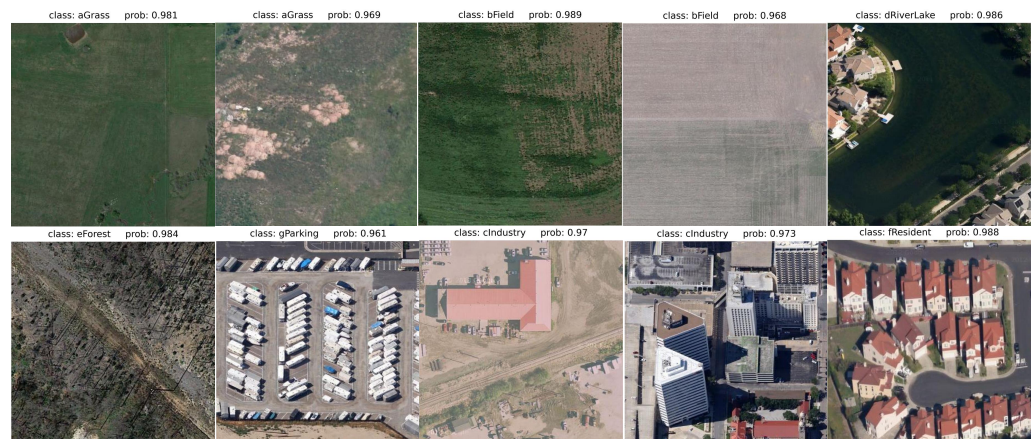 class: aGrass prob: 0.981
class: aGrass prob: 0.969
class: bField prob: 0.989
class: bField prob: 0.968
class: dRiverLake prob: 0.986
class: eForest prob: 0.984
class: gParking prob: 0.961
class: cIndustry prob: 0.97
class: cIndustry prob: 0.973
class: fResident prob: 0.988